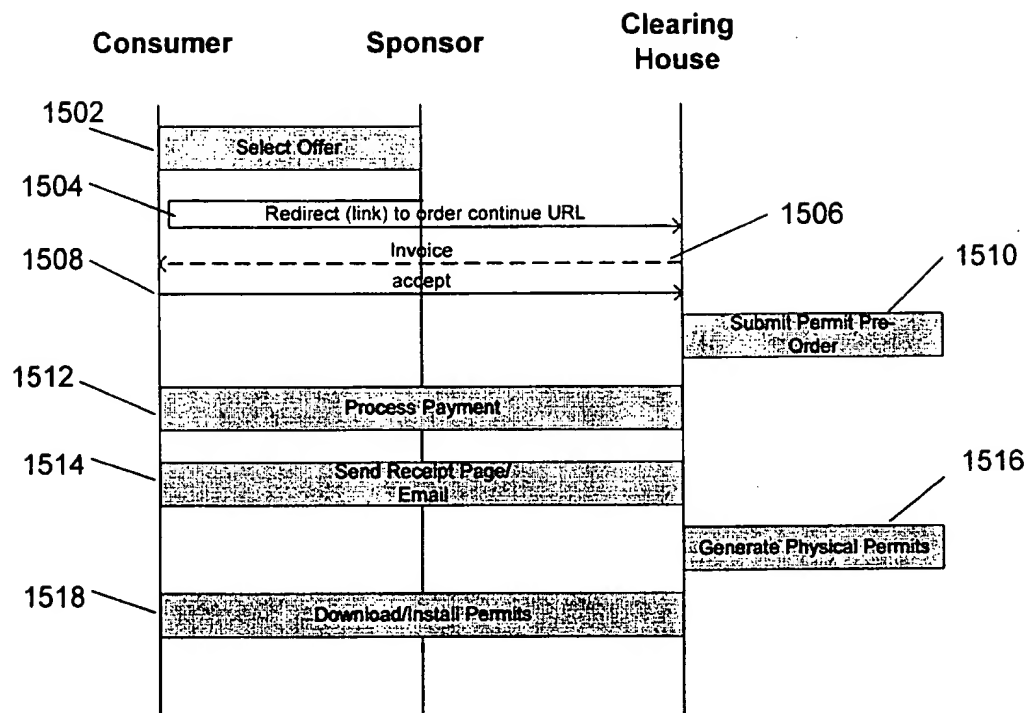 Consumer
Sponsor
Clearing
House
1502
Select Offer
1504
Redirect (link) to order continue URL
1506
Invoice
1508
accept
1510
Submit Permit Pre-
Order
1512
Process Payment
1514
Send Receipt Page/
Email
1516
Generate Physical Permits
1518
Download/Install Permits